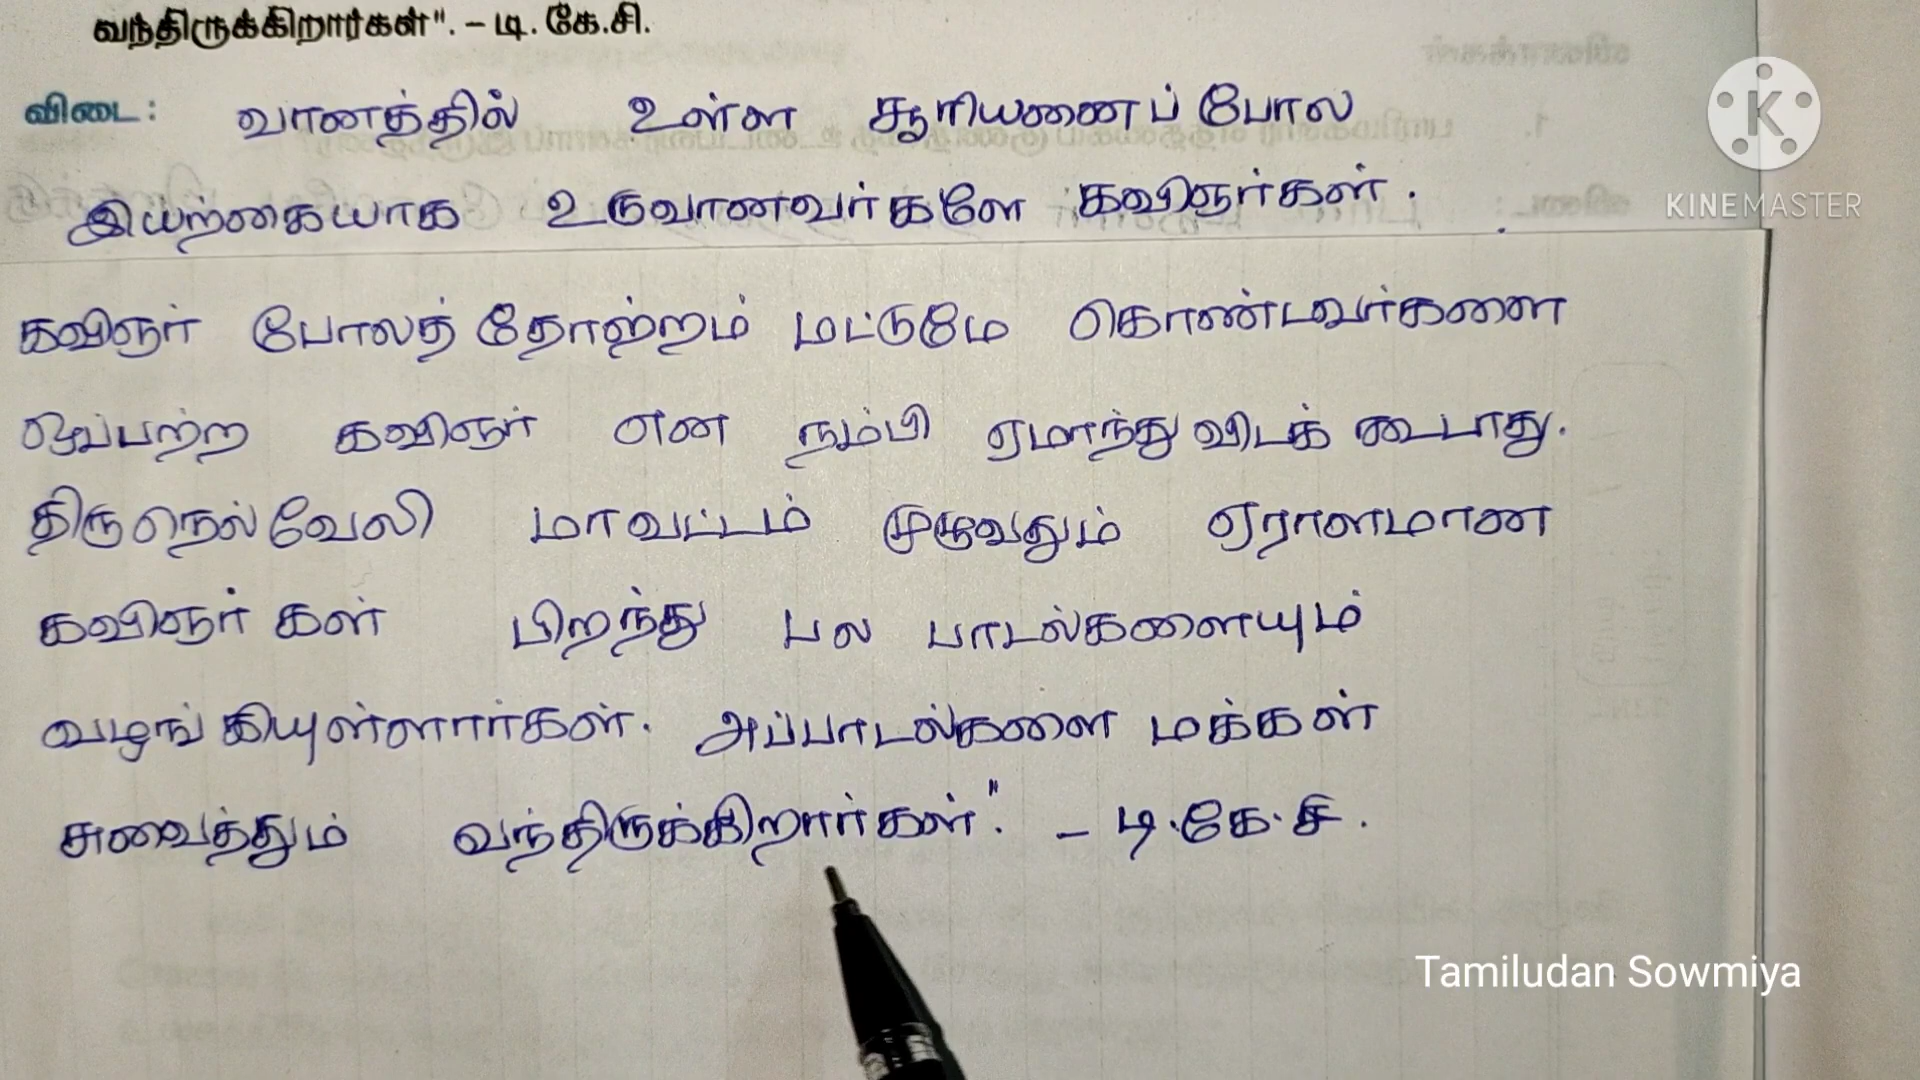 வந்திருக்கிறார்கள்". – டி. கே.சி.
விடை: வானத்தில் உள்ள சூரியணைப் போல
இயற்கையாக உருவானவர்களே கவிஞர்கள்.
கவிஞர் போலத் தோற்றம் மட்டுமே கொண்டவர்களை
ஒப்பற்ற கவிஞர் என நம்பி ஏமாந்து விடக் கூடாது.
திருநெல்வேலி மாவட்டம் முழுவதும் ஏராளமான
கவிஞர்கள் பிறந்து பல பாடல்களையும்
வழங்கியுள்ளார்கள். அப்பாடல்களை மக்கள்
சுவைத்தும் வந்திருக்கிறார்கள்". – டி.கே.சி.
K
KINEMASTER
Tamiludan Sowmiya